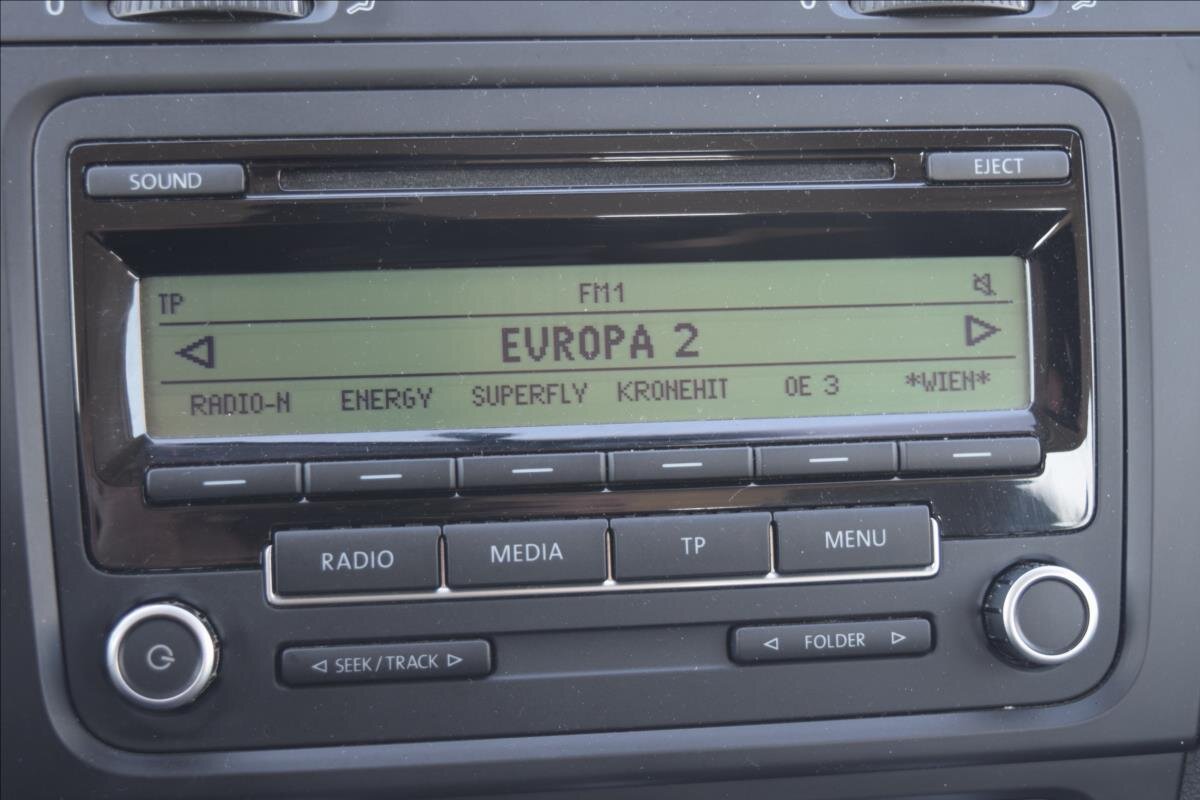 SOUND EJECT
TP FM1
EVROPA 2
RADIO-N ENERGY SUPERFLY KRONEHIT OE 3 *WIEN*
RADIO MEDIA TP MENU
SEEK/TRACK FOLDER